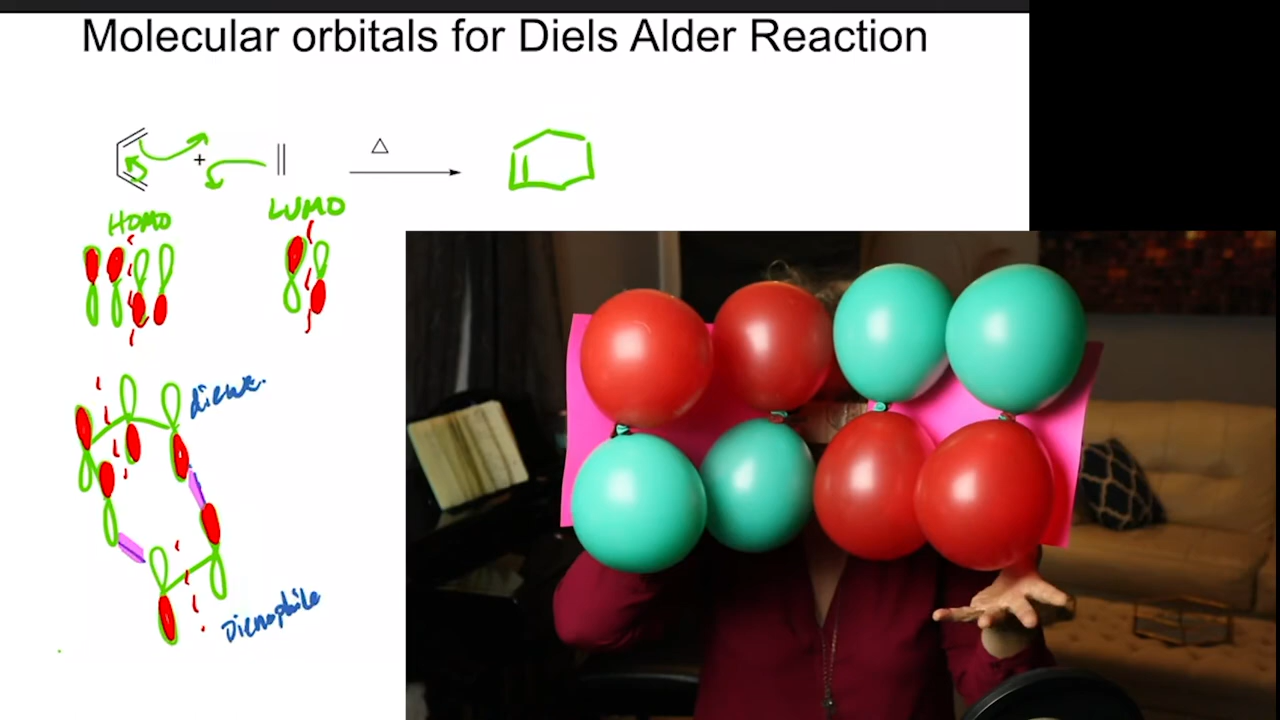 Molecular orbitals for Diels Alder Reaction
+ △
HOMO LUMO
diene.
Dienophile